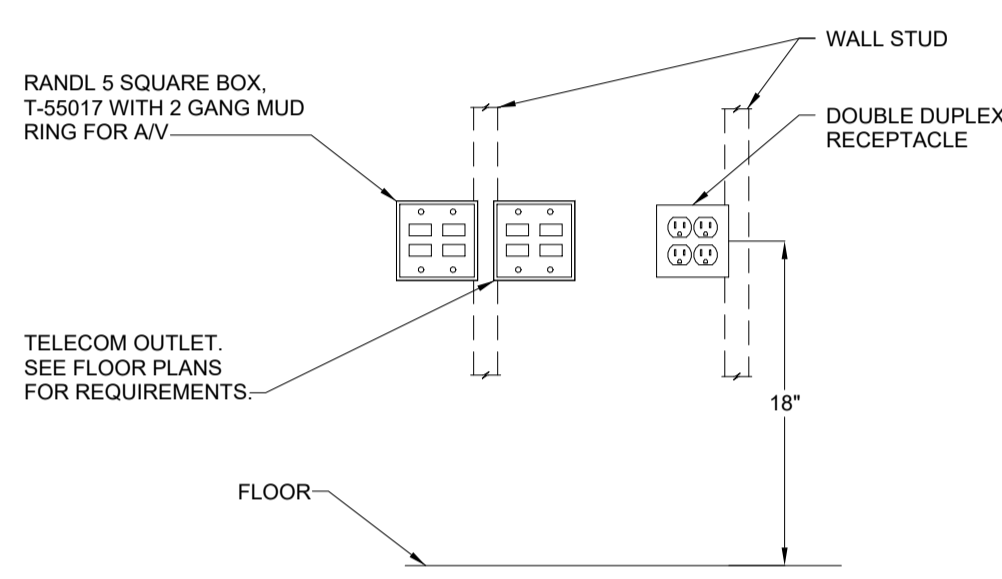 WALL STUD
RANDL 5 SQUARE BOX,
T-55017 WITH 2 GANG MUD
RING FOR A/V
DOUBLE DUPLEX
RECEPTACLE
TELECOM OUTLET.
SEE FLOOR PLANS
FOR REQUIREMENTS.
18"
FLOOR